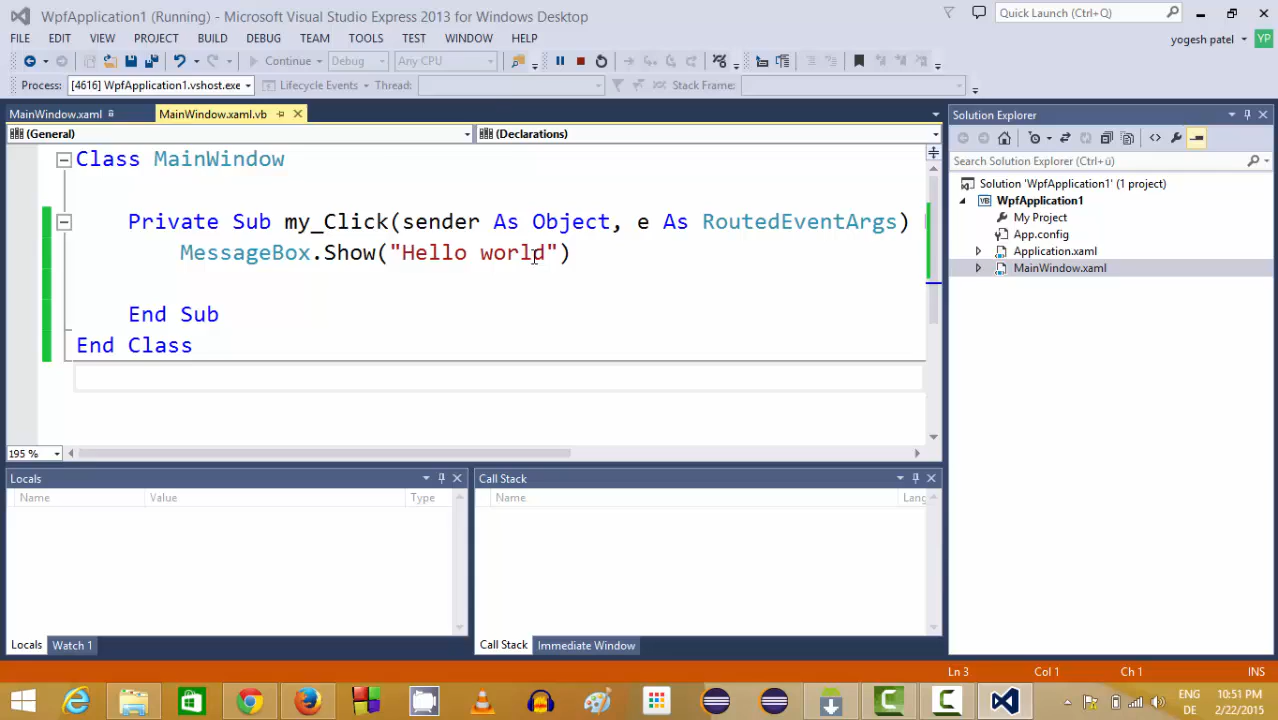 WpfApplication1 (Running) - Microsoft Visual Studio Express 2013 for Windows Desktop
Quick Launch (Ctrl+Q)
FILE EDIT VIEW PROJECT BUILD DEBUG TEAM TOOLS TEST WINDOW HELP
yogesh patel YP
Continue Debug Any CPU
Process: [4616] WpfApplication1.vshost.exe Lifecycle Events Thread: Stack Frame:
MainWindow.xaml MainWindow.xaml.vb
(General) (Declarations)
Class MainWindow
Private Sub my_Click(sender As Object, e As RoutedEventArgs)
MessageBox.Show("Hello world")
End Sub
End Class
195 %
Solution Explorer
Search Solution Explorer (Ctrl+ü)
Solution 'WpfApplication1' (1 project)
VB WpfApplication1
My Project
App.config
Application.xaml
MainWindow.xaml
Locals
Name Value Type
Locals Watch 1
Call Stack
Name Lang
Call Stack Immediate Window
Ln 3 Col 1 Ch 1 INS
ENG
DE
10:51 PM
2/22/2015